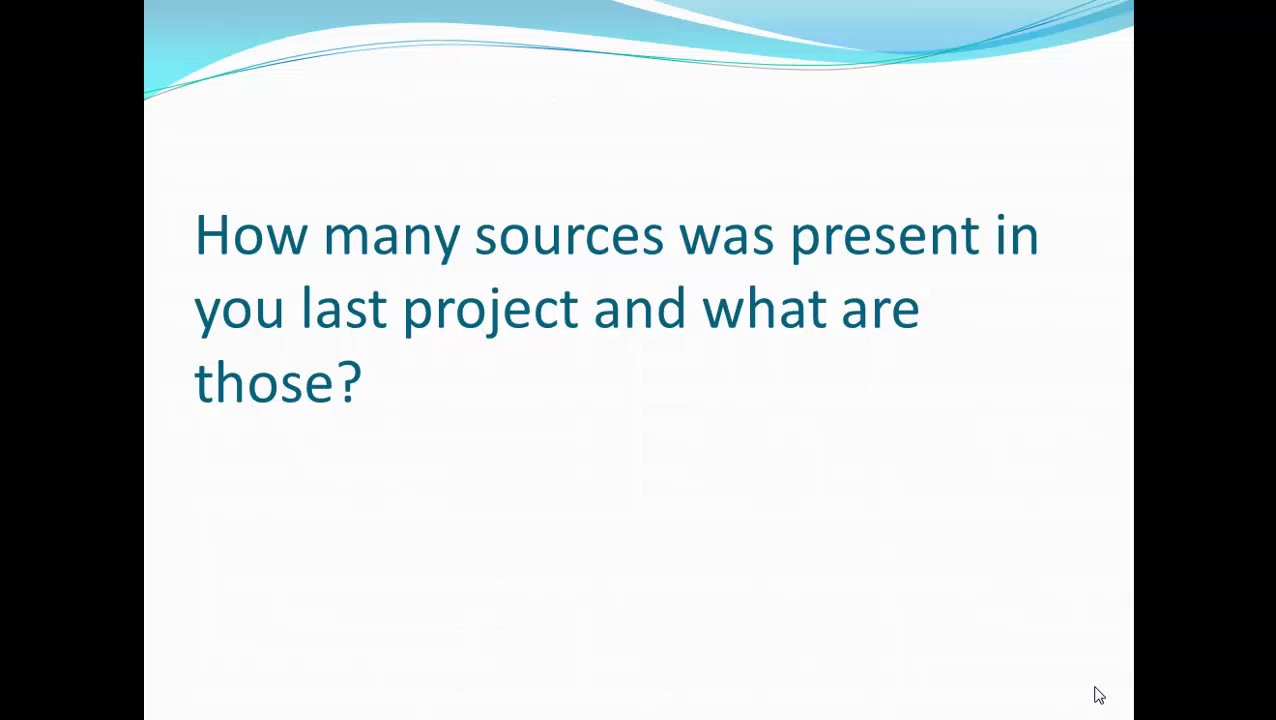 How many sources was present in
you last project and what are
those?